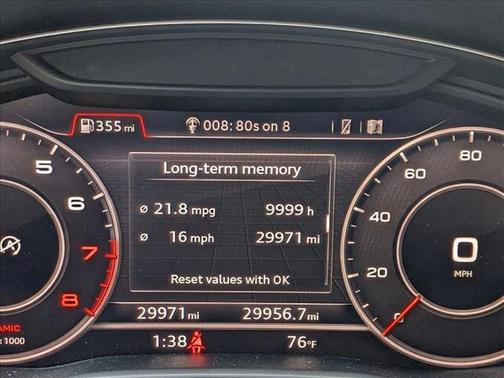 355 mi 008: 80s on 8
Long-term memory
ø 21.8 mpg 9999 h
ø 16 mph 29971 mi
Reset values with OK
29971 mi 29956.7 mi
1:38 76°F
5
6
7
8
x 1000
80
60
40
20
0
0
MPH